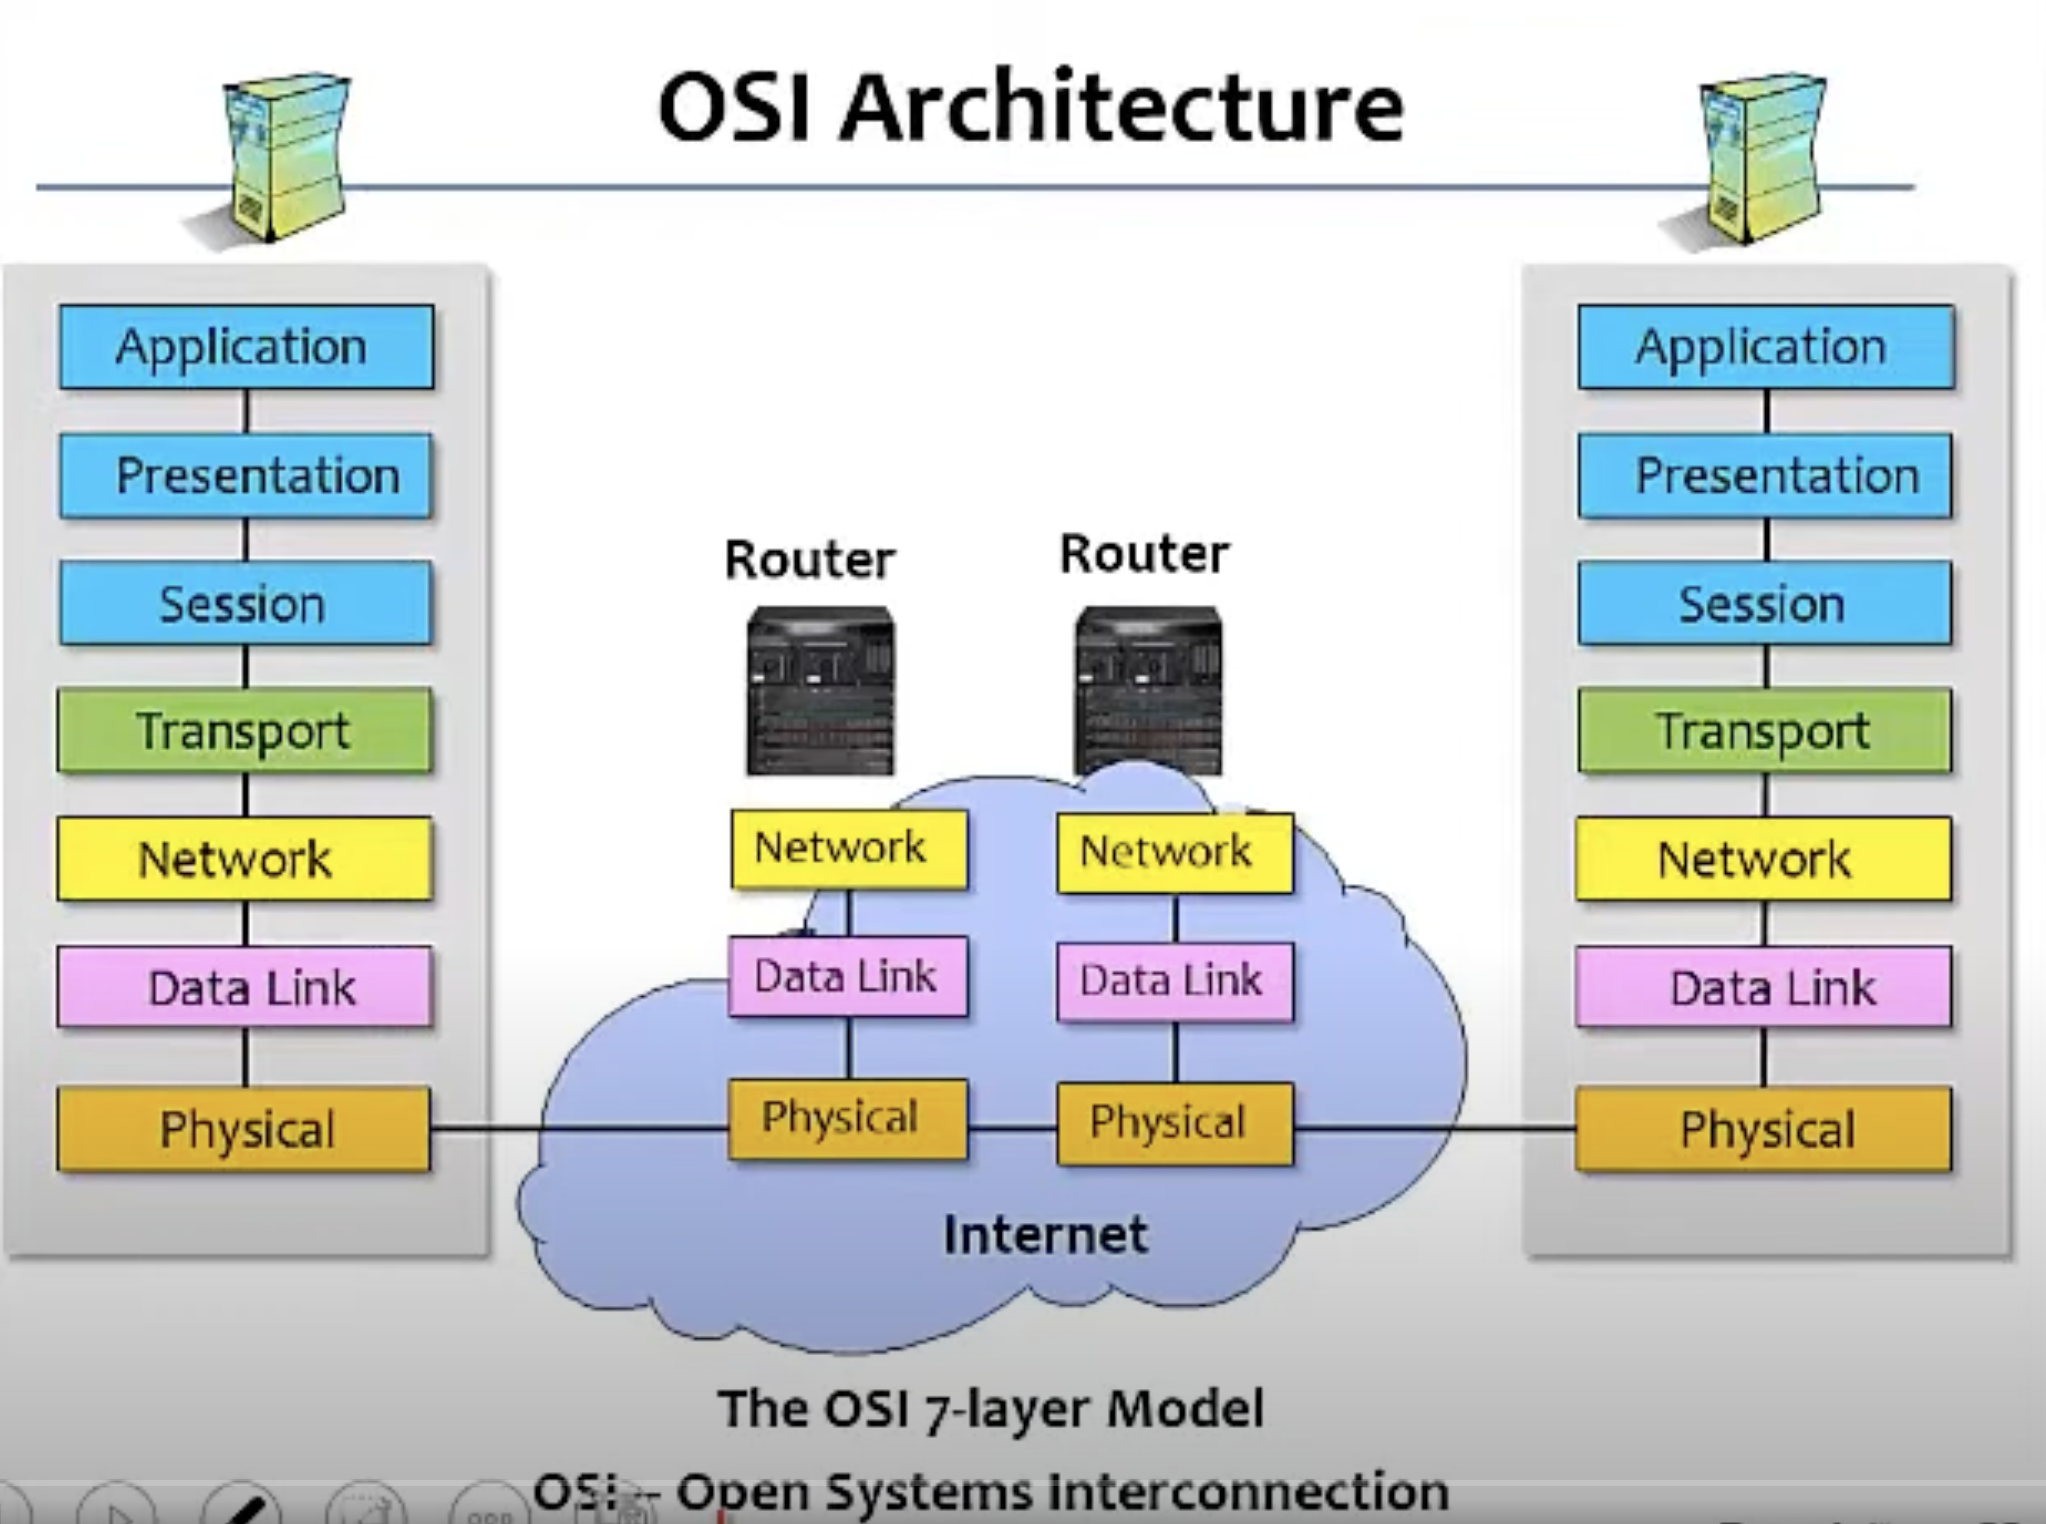 OSI Architecture
Application
Presentation
Session
Transport
Network
Data Link
Physical
Router
Network
Data Link
Physical
Router
Network
Data Link
Physical
Internet
Application
Presentation
Session
Transport
Network
Data Link
Physical
The OSI 7-layer Model
OSI – Open Systems Interconnection